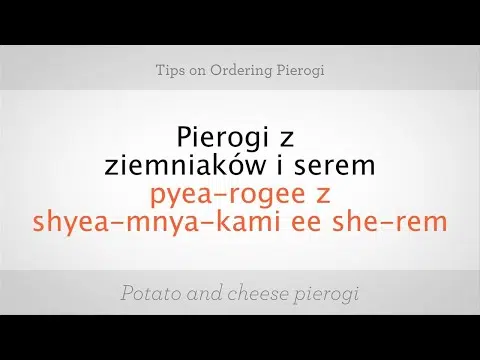 Tips on Ordering Pierogi
Pierogi z
ziemniaków i serem
pyea-rogee z
shyea-mnya-kami ee she-rem
Potato and cheese pierogi